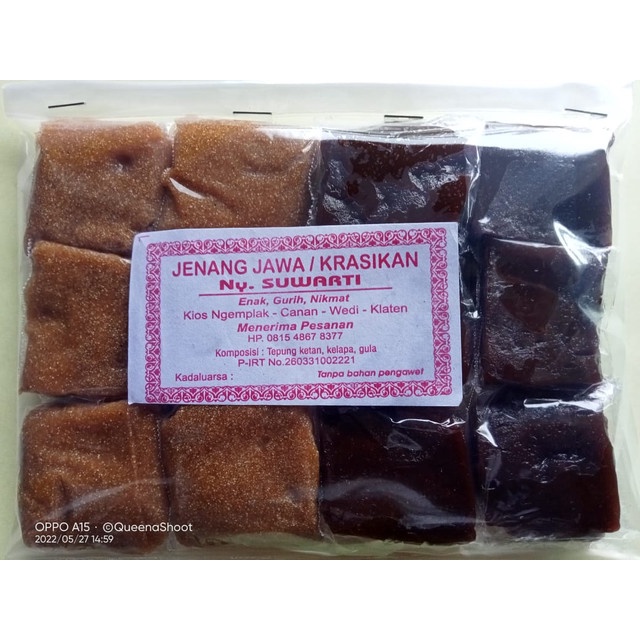 JENANG JAWA / KRASIKAN
Ny. SUWARTI
Enak, Gurih, Nikmat
Kios Ngemplak - Canan - Wedi - Klaten
Menerima Pesanan
HP. 0815 4867 8377
Komposisi : Tepung ketan, kelapa, gula
P-IRT No.260331002221
Kadaluarsa :
Tanpa bahan pengawet
OPPO A15 · ©QueenaShoot
2022/05/27 14:59